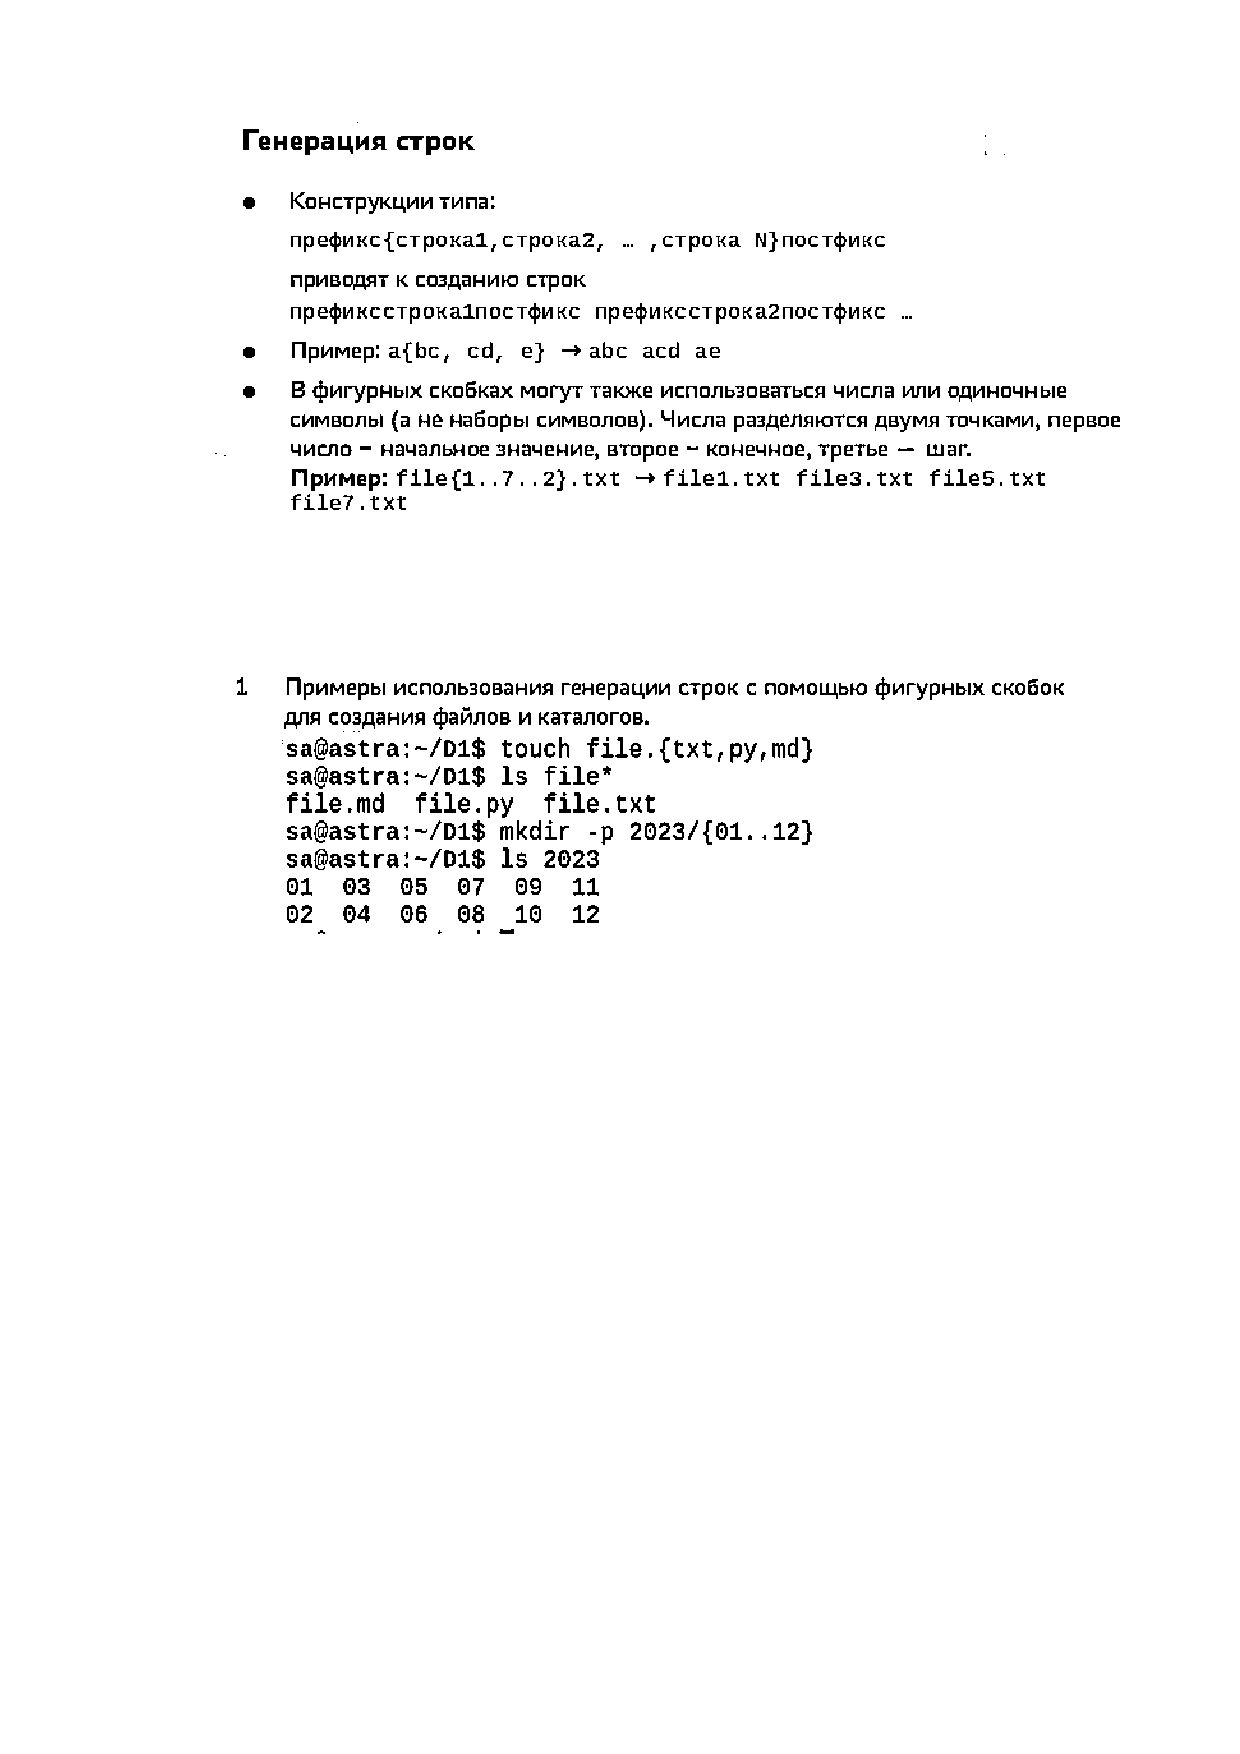 Генерация строк
● Конструкции типа:
префикс{строка1,строка2, … ,строка N}постфикс
приводят к созданию строк
префиксстрока1постфикс префиксстрока2постфикс …
● Пример: a{bc, cd, e} → abc acd ae
● В фигурных скобках могут также использоваться числа или одиночные
символы (а не наборы символов). Числа разделяются двумя точками, первое
число – начальное значение, второе – конечное, третье — шаг.
Пример: file{1..7..2}.txt → file1.txt file3.txt file5.txt
file7.txt
1 Примеры использования генерации строк с помощью фигурных скобок
для создания файлов и каталогов.
sa@astra:~/D1$ touch file.{txt,py,md}
sa@astra:~/D1$ ls file*
file.md file.py file.txt
sa@astra:~/D1$ mkdir -p 2023/{01..12}
sa@astra:~/D1$ ls 2023
01 03 05 07 09 11
02 04 06 08 10 12